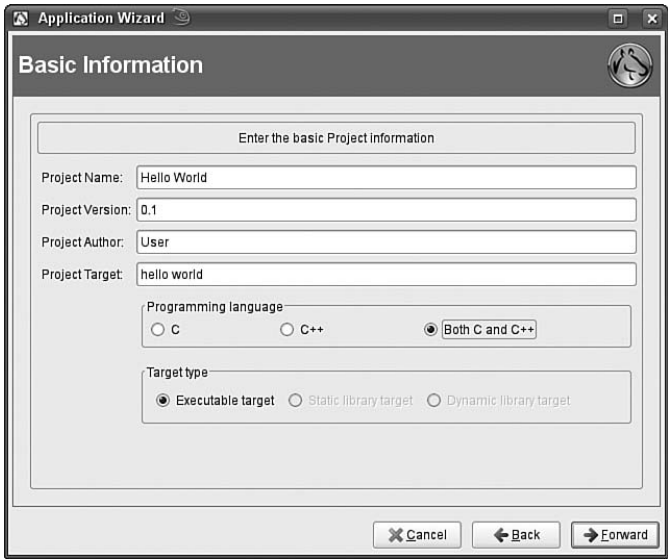 Application Wizard
Basic Information
Enter the basic Project information
Project Name: Hello World
Project Version: 0.1
Project Author: User
Project Target: hello world
Programming language
C C++ Both C and C++
Target type
Executable target Static library target Dynamic library target
Cancel Back Forward